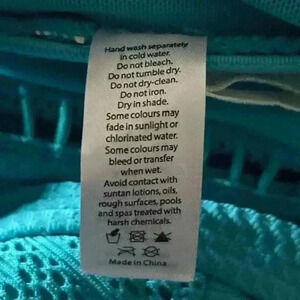 Hand wash separately
in cold water.
Do not bleach.
Do not tumble dry.
Do not dry-clean.
Do not iron.
Dry in shade.
Some colours may
fade in sunlight or
chlorinated water.
Some colours may
bleed or transfer
when wet.
Avoid contact with
suntan lotions, oils,
rough surfaces, pools
and spas treated with
harsh chemicals.
Made in China